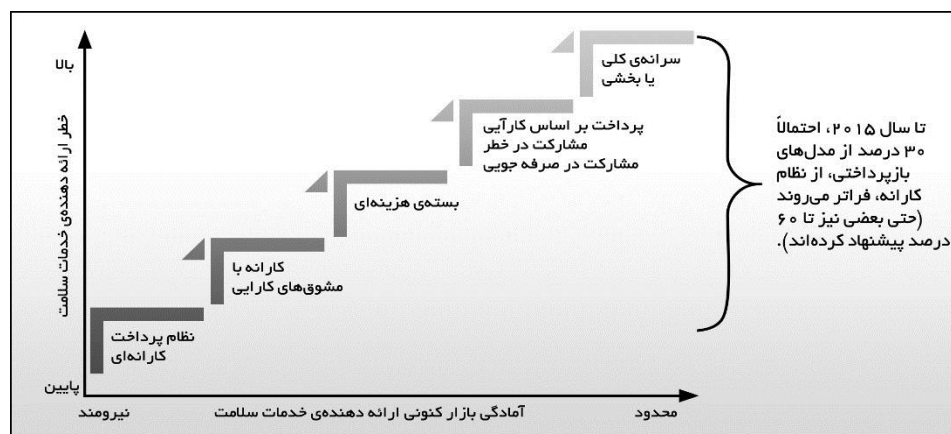 بالا
خطر ارائه دهنده‌ی خدمات سلامت
پایین
سرانه‌ی کلی
یا بخشی
پرداخت بر اساس کارآیی
مشارکت در خطر
مشارکت در صرفه جویی
بسته‌ی هزینه‌ای
کارانه با
مشوق‌های کارایی
نظام پرداخت
کارانه‌ای
تا سال ۲۰۱۵، احتمالاً
۳۰ درصد از مدل‌های
بازپرداختی، از نظام
کارانه، فراتر می‌روند
(حتی بعضی نیز تا ۶۰
درصد پیشنهاد کرده‌اند).
محدود
آمادگی بازار کنونی ارائه دهنده‌ی خدمات سلامت
نیرومند